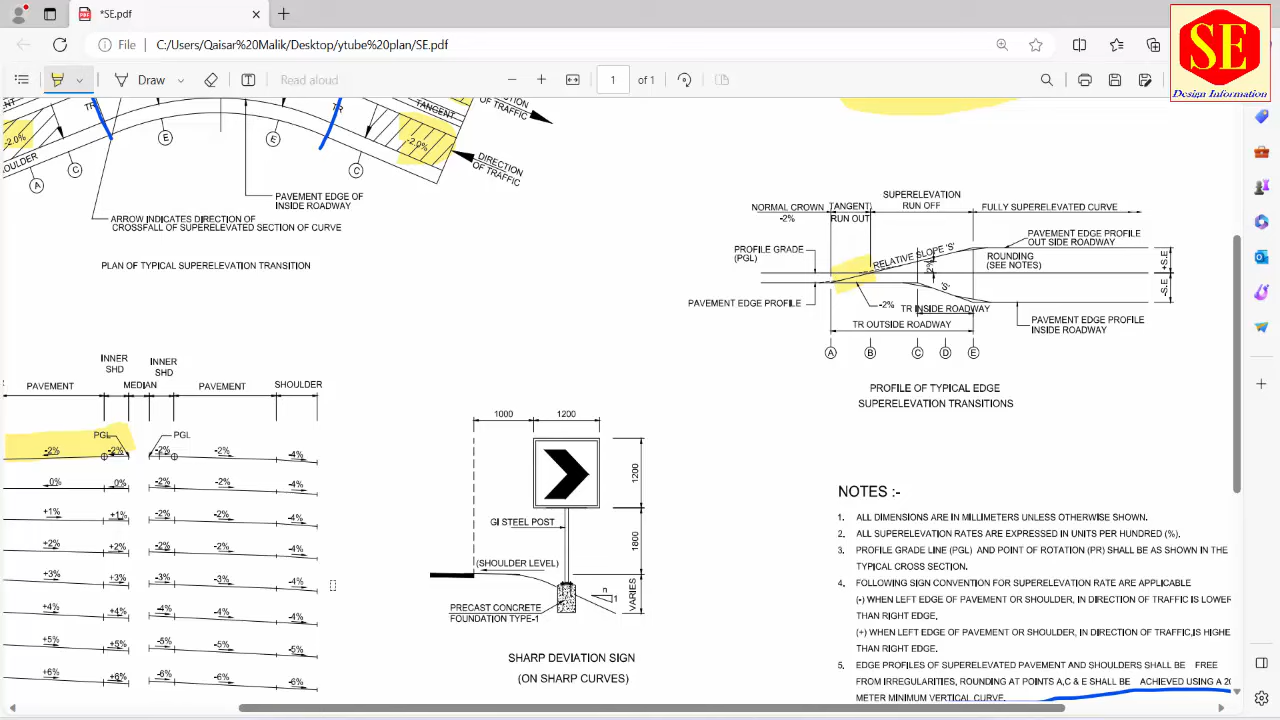 *SE.pdf
File
C:/Users/Qaisar%20Malik/Desktop/ytube%20plan/SE.pdf
SE
Design Information
Draw
Read aloud
1
of 1
TR
TR
TANGENT
OF TRAFFIC
-2.0%
-2.0%
E
E
C
C
A
DIRECTION
OF TRAFFIC
PAVEMENT EDGE OF
INSIDE ROADWAY
ARROW INDICATES DIRECTION OF
CROSSFALL OF SUPERELEVATED SECTION OF CURVE
PLAN OF TYPICAL SUPERELEVATION TRANSITION
NORMAL CROWN
-2%
TANGENT
RUN OUT
SUPERELEVATION
RUN OFF
FULLY SUPERELEVATED CURVE
PROFILE GRADE
(PGL)
RELATIVE SLOPE 'S'
2%
PAVEMENT EDGE PROFILE
OUT SIDE ROADWAY
ROUNDING
(SEE NOTES)
+S.E
-S.E
'S'
PAVEMENT EDGE PROFILE
-2%
TR INSIDE ROADWAY
TR OUTSIDE ROADWAY
PAVEMENT EDGE PROFILE
INSIDE ROADWAY
A B C D E
PROFILE OF TYPICAL EDGE
SUPERELEVATION TRANSITIONS
INNER
SHD
INNER
SHD
PAVEMENT MEDIAN PAVEMENT SHOULDER
PGL PGL
-2% -2% -2% -2% -4%
0% 0% -2% -2% -4%
+1% +1% -2% -2% -4%
+2% +2% -2% -2% -4%
+3% +3% -3% -3% -4%
+4% +4% -4% -4% -4%
+5% +5% -5% -5% -5%
+6% +6% -6% -6% -6%
1000 1200
1200
GI STEEL POST
1800
(SHOULDER LEVEL)
n
1
VARIES
PRECAST CONCRETE
FOUNDATION TYPE-1
SHARP DEVIATION SIGN
(ON SHARP CURVES)
NOTES :-
1. ALL DIMENSIONS ARE IN MILLIMETERS UNLESS OTHERWISE SHOWN.
2. ALL SUPERELEVATION RATES ARE EXPRESSED IN UNITS PER HUNDRED (%).
3. PROFILE GRADE LINE (PGL) AND POINT OF ROTATION (PR) SHALL BE AS SHOWN IN THE
TYPICAL CROSS SECTION.
4. FOLLOWING SIGN CONVENTION FOR SUPERELEVATION RATE ARE APPLICABLE
(-) WHEN LEFT EDGE OF PAVEMENT OR SHOULDER, IN DIRECTION OF TRAFFIC IS LOWER
THAN RIGHT EDGE.
(+) WHEN LEFT EDGE OF PAVEMENT OR SHOULDER, IN DIRECTION OF TRAFFIC,IS HIGHE
THAN RIGHT EDGE.
5. EDGE PROFILES OF SUPERELEVATED PAVEMENT AND SHOULDERS SHALL BE FREE
FROM IRREGULARITIES, ROUNDING AT POINTS A,C & E SHALL BE ACHIEVED USING A 20
METER MINIMUM VERTICAL CURVE.